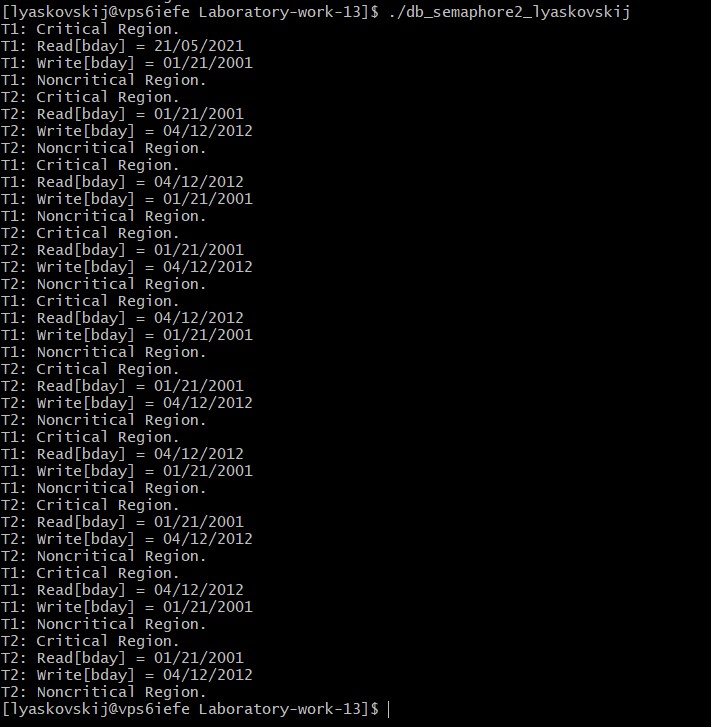 [lyaskovskij@vps6iefe Laboratory-work-13]$ ./db_semaphore2_lyaskovskij
T1: Critical Region.
T1: Read[bday] = 21/05/2021
T1: Write[bday] = 01/21/2001
T1: Noncritical Region.
T2: Critical Region.
T2: Read[bday] = 01/21/2001
T2: Write[bday] = 04/12/2012
T2: Noncritical Region.
T1: Critical Region.
T1: Read[bday] = 04/12/2012
T1: Write[bday] = 01/21/2001
T1: Noncritical Region.
T2: Critical Region.
T2: Read[bday] = 01/21/2001
T2: Write[bday] = 04/12/2012
T2: Noncritical Region.
T1: Critical Region.
T1: Read[bday] = 04/12/2012
T1: Write[bday] = 01/21/2001
T1: Noncritical Region.
T2: Critical Region.
T2: Read[bday] = 01/21/2001
T2: Write[bday] = 04/12/2012
T2: Noncritical Region.
T1: Critical Region.
T1: Read[bday] = 04/12/2012
T1: Write[bday] = 01/21/2001
T1: Noncritical Region.
T2: Critical Region.
T2: Read[bday] = 01/21/2001
T2: Write[bday] = 04/12/2012
T2: Noncritical Region.
T1: Critical Region.
T1: Read[bday] = 04/12/2012
T1: Write[bday] = 01/21/2001
T1: Noncritical Region.
T2: Critical Region.
T2: Read[bday] = 01/21/2001
T2: Write[bday] = 04/12/2012
T2: Noncritical Region.
[lyaskovskij@vps6iefe Laboratory-work-13]$